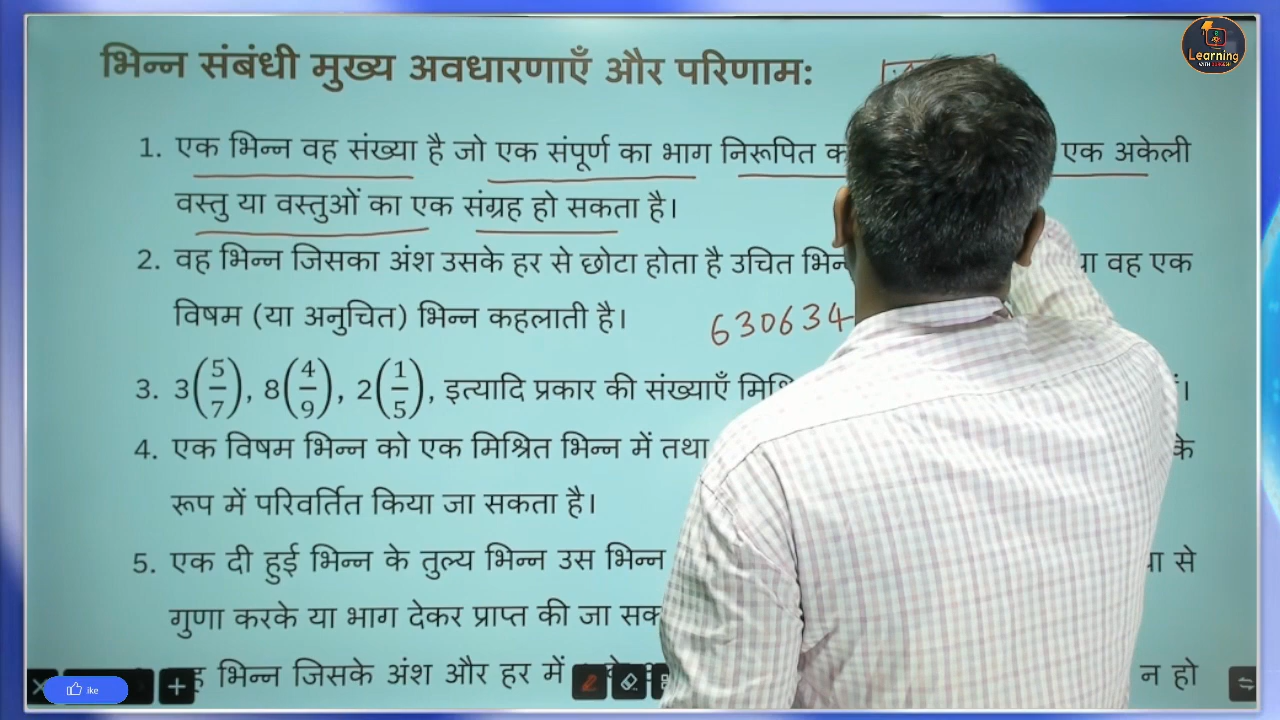 भिन्न संबंधी मुख्य अवधारणाएँ और परिणाम:
Learning
1. एक भिन्न वह संख्या है जो एक संपूर्ण का भाग निरूपित एक अकेली
वस्तु या वस्तुओं का एक संग्रह हो सकता है।
2. वह भिन्न जिसका अंश उसके हर से छोटा होता है उचित वह एक
विषम (या अनुचित) भिन्न कहलाती है।
630634
3. 3(5/7), 8(4/9), 2(1/5), इत्यादि प्रकार की संख्याएँ
4. एक विषम भिन्न को एक मिश्रित भिन्न में तथा के
रूप में परिवर्तित किया जा सकता है।
5. एक दी हुई भिन्न के तुल्य भिन्न उस भिन्न से
गुणा करके या भाग देकर प्राप्त की जा
भिन्न जिसके अंश और हर में न हो
ike